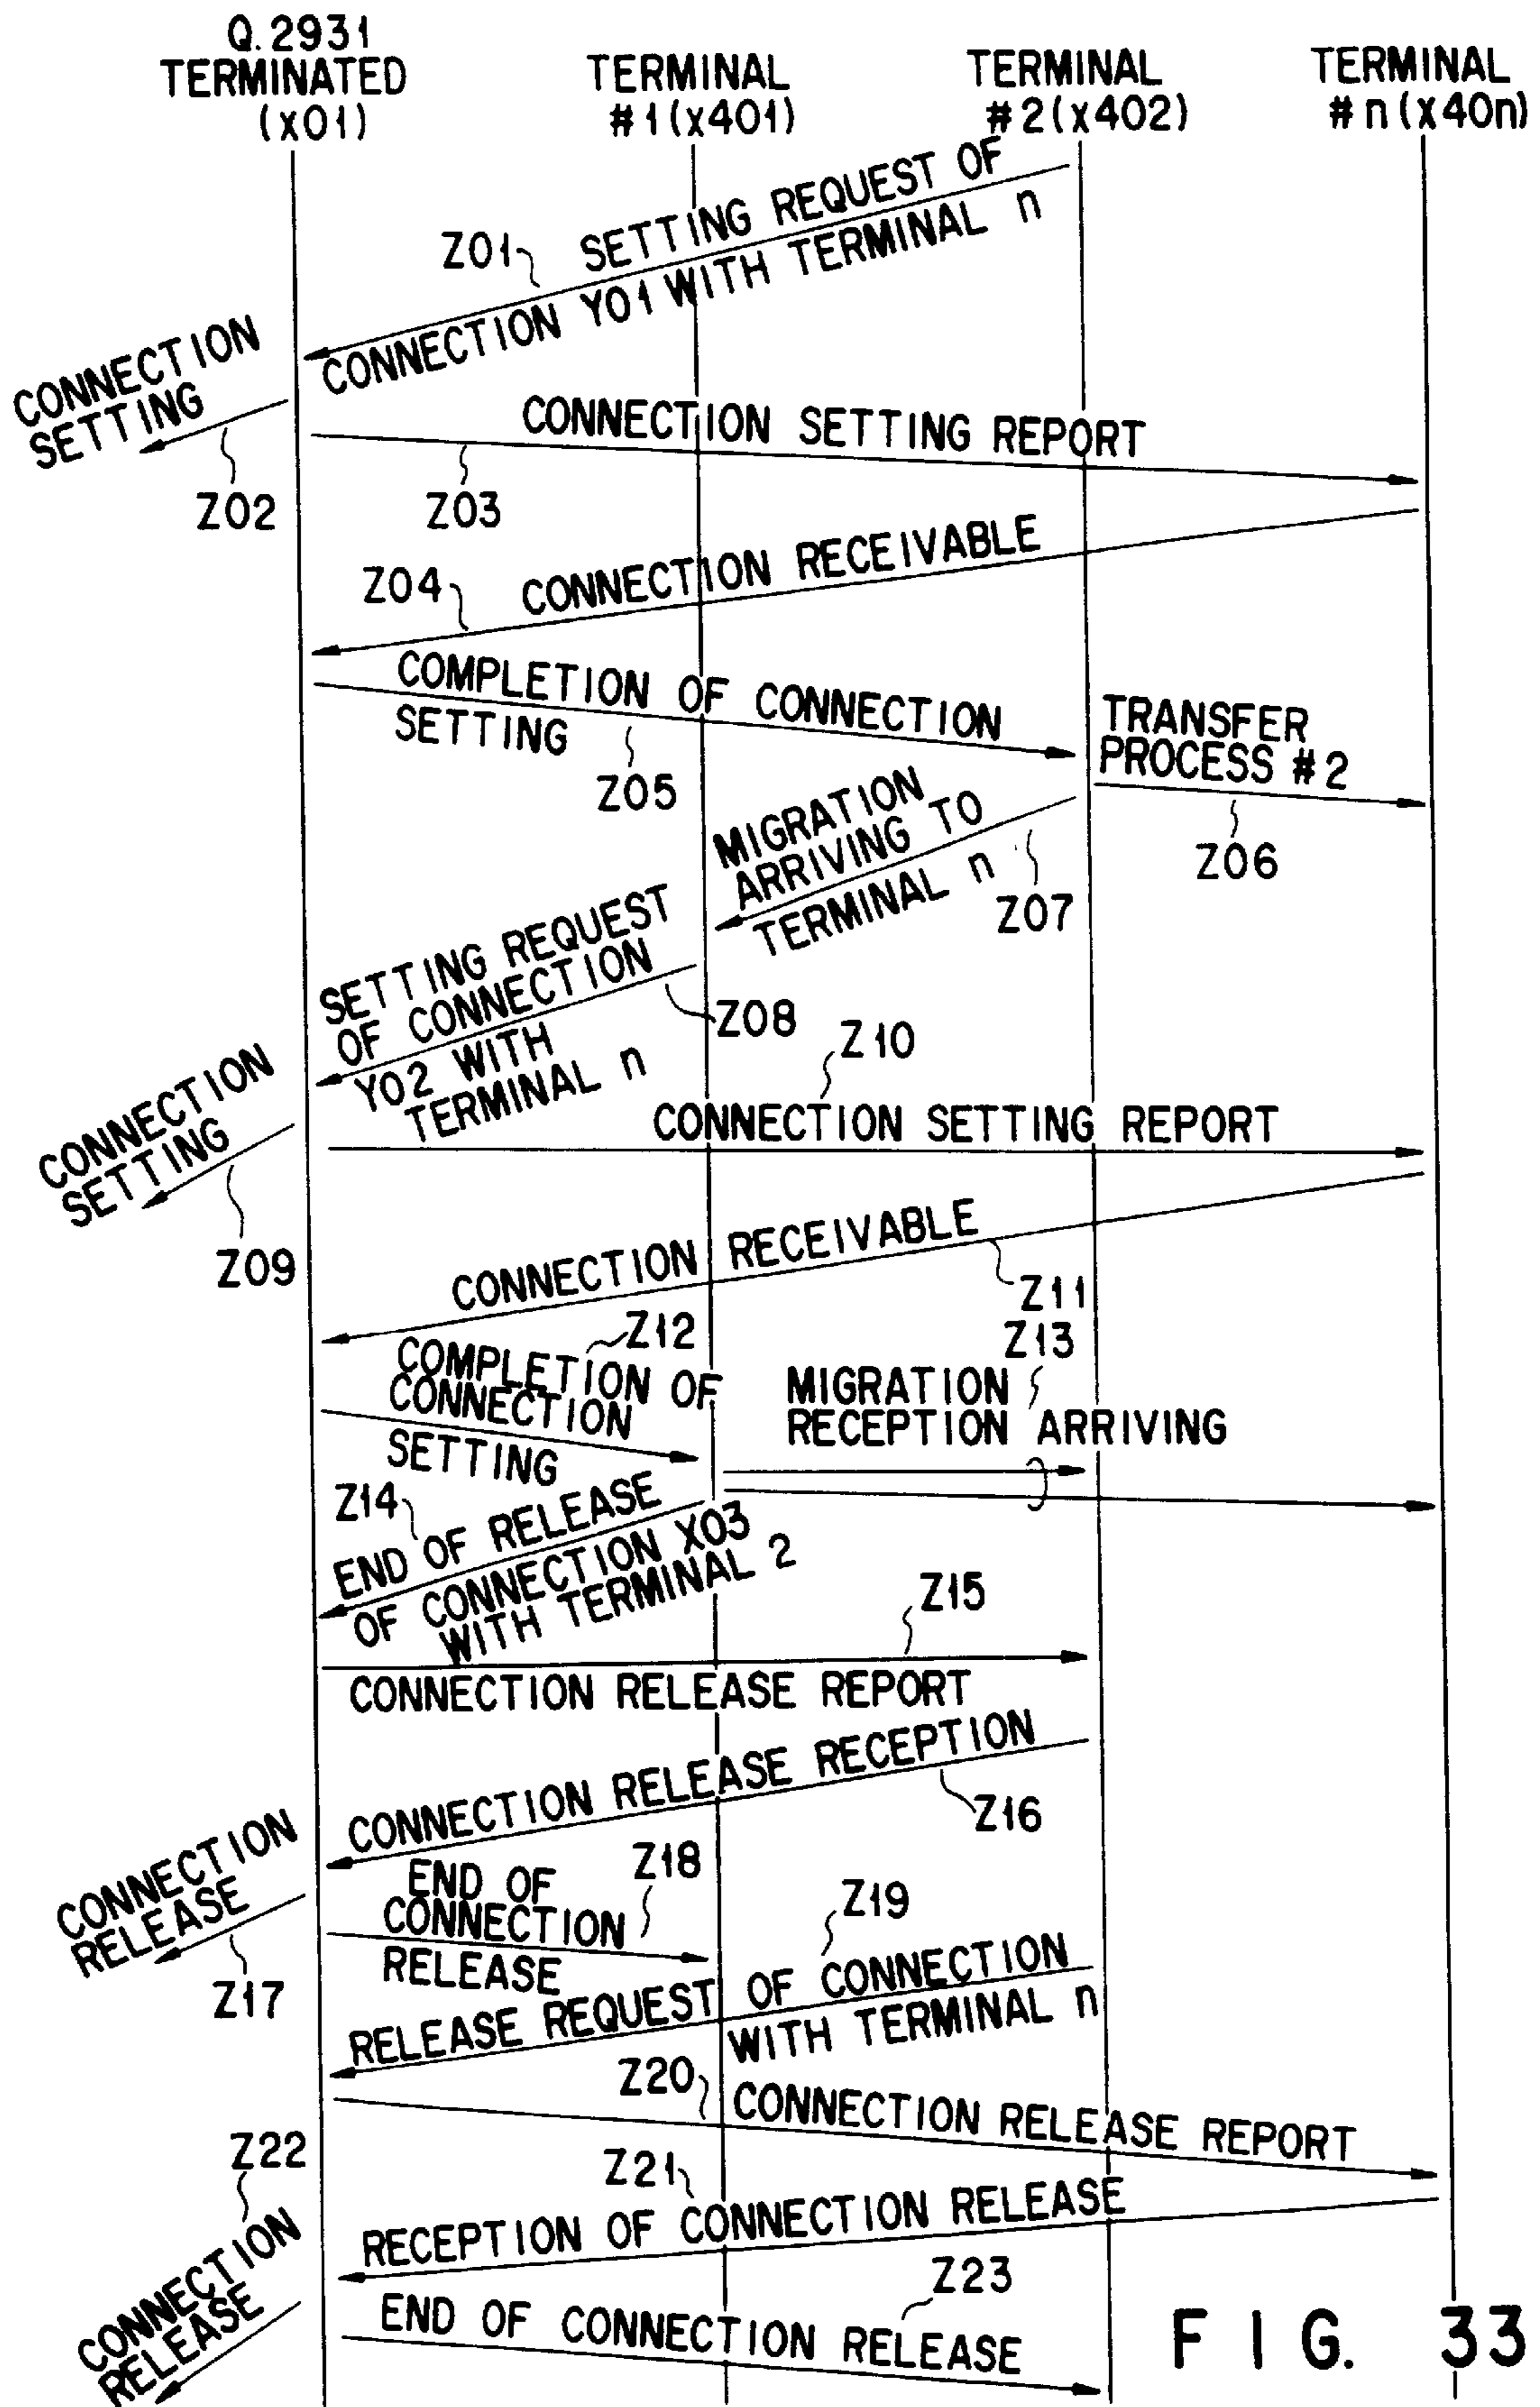 Q.2931
TERMINATED
(X01)
TERMINAL
#1(X401)
TERMINAL
#2(X402)
TERMINAL
#n(X40n)
Z01
SETTING REQUEST OF
CONNECTION Y01 WITH TERMINAL n
CONNECTION
SETTING
Z02
CONNECTION SETTING REPORT
Z03
Z04
CONNECTION RECEIVABLE
COMPLETION OF CONNECTION
SETTING
Z05
TRANSFER
PROCESS #2
Z06
MIGRATION
ARRIVING TO
TERMINAL n
Z07
SETTING REQUEST
OF CONNECTION
Y02 WITH
TERMINAL n
Z08
Z10
CONNECTION
SETTING
Z09
CONNECTION SETTING REPORT
CONNECTION RECEIVABLE
Z11
Z12
COMPLETION OF
CONNECTION
SETTING
Z13
MIGRATION
RECEPTION ARRIVING
Z14
END OF RELEASE
OF CONNECTION X03
WITH TERMINAL 2
Z15
CONNECTION RELEASE REPORT
CONNECTION RELEASE RECEPTION
Z16
CONNECTION
RELEASE
Z17
END OF
CONNECTION
RELEASE
Z18
Z19
RELEASE REQUEST OF CONNECTION
WITH TERMINAL n
Z20
CONNECTION RELEASE REPORT
Z22
Z21
RECEPTION OF CONNECTION RELEASE
CONNECTION
RELEASE
Z23
END OF CONNECTION RELEASE
FIG. 33